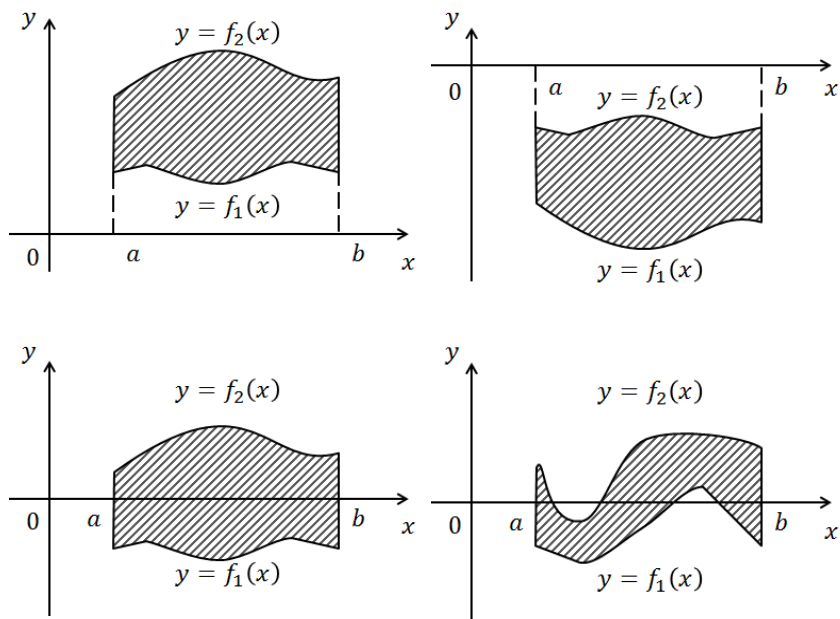 y
y = f₂(x)
y = f₁(x)
0
a
b
x
y
0
a
y = f₂(x)
b
x
y = f₁(x)
y
y = f₂(x)
0
a
b
x
y = f₁(x)
y
y = f₂(x)
0
a
b
x
y = f₁(x)